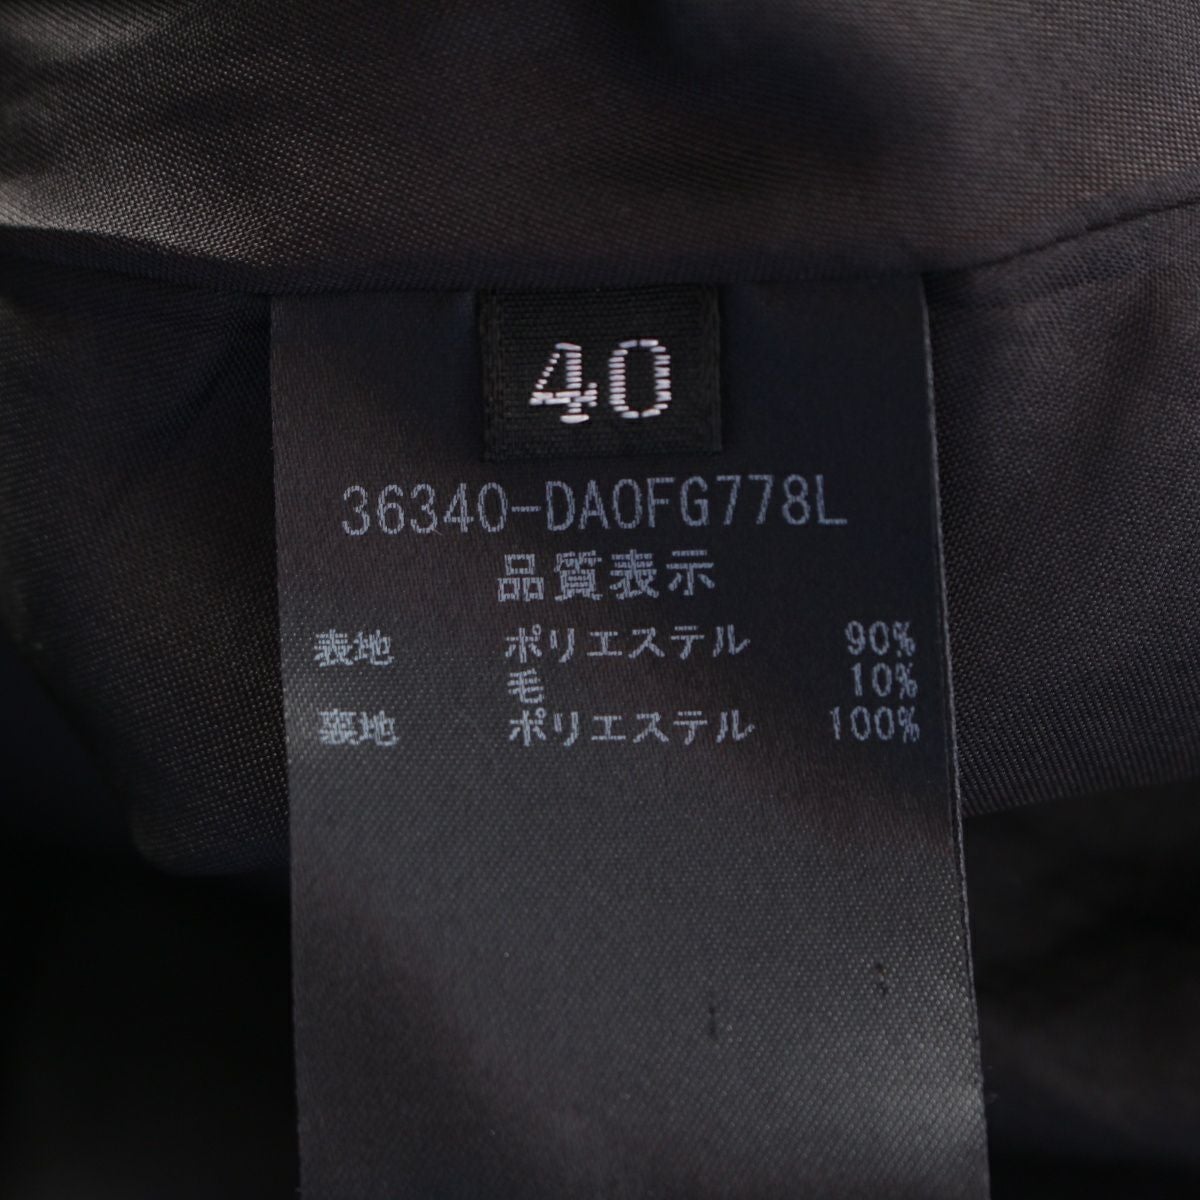 40
36340-DA0FG778L
品質表示
表地 ポリエステル 90%
毛 10%
裏地 ポリエステル 100%